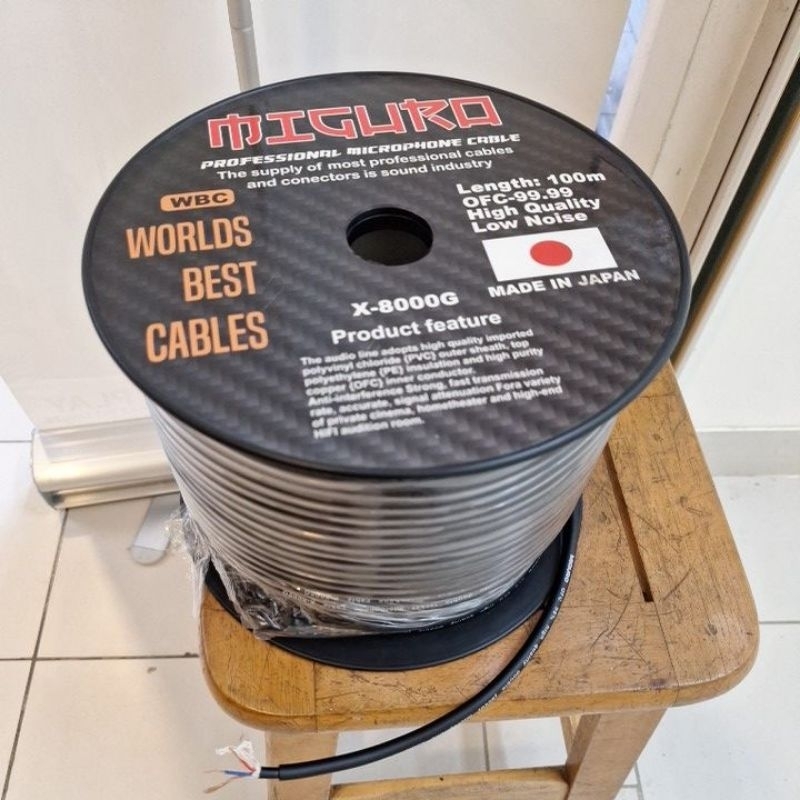 MIGURO
PROFESSIONAL MICROPHONE CABLE
The supply of most professional cables
and conectors is sound industry
WBC
WORLDS
BEST
CABLES
Length: 100m
OFC-99.99
High Quality
Low Noise
MADE IN JAPAN
X-8000G
Product feature
The audio line adopts high quality imported
polyvinyl chloride (PVC) outer sheath, top
polyethylene (PE) insulation and high purity
copper (OFC) inner conductor.
Anti-interference Strong, fast transmission
rate, accurate, signal attenuation Fora variety
of private cinema, hometheater and high-end
HiFI audition room.